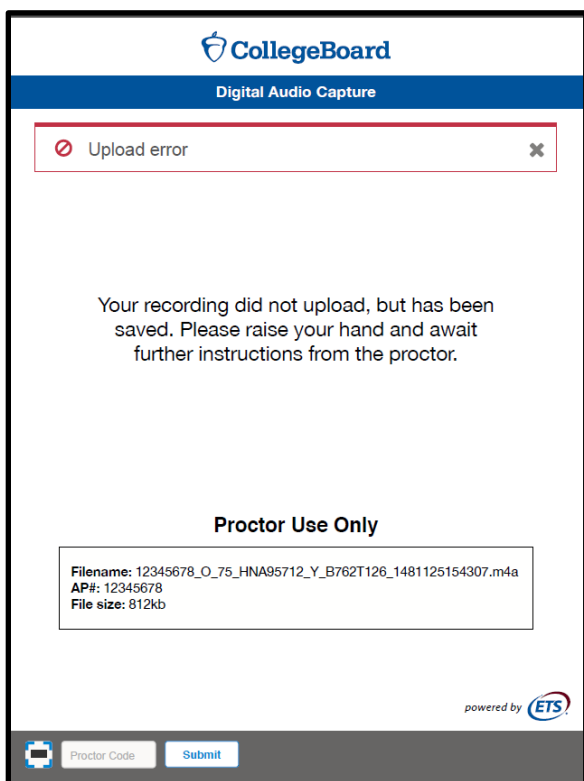 CollegeBoard
Digital Audio Capture
Upload error
Your recording did not upload, but has been
saved. Please raise your hand and await
further instructions from the proctor.
Proctor Use Only
Filename: 12345678_O_75_HNA95712_Y_B762T126_1481125154307.m4a
AP#: 12345678
File size: 812kb
powered by ETS
Proctor Code Submit